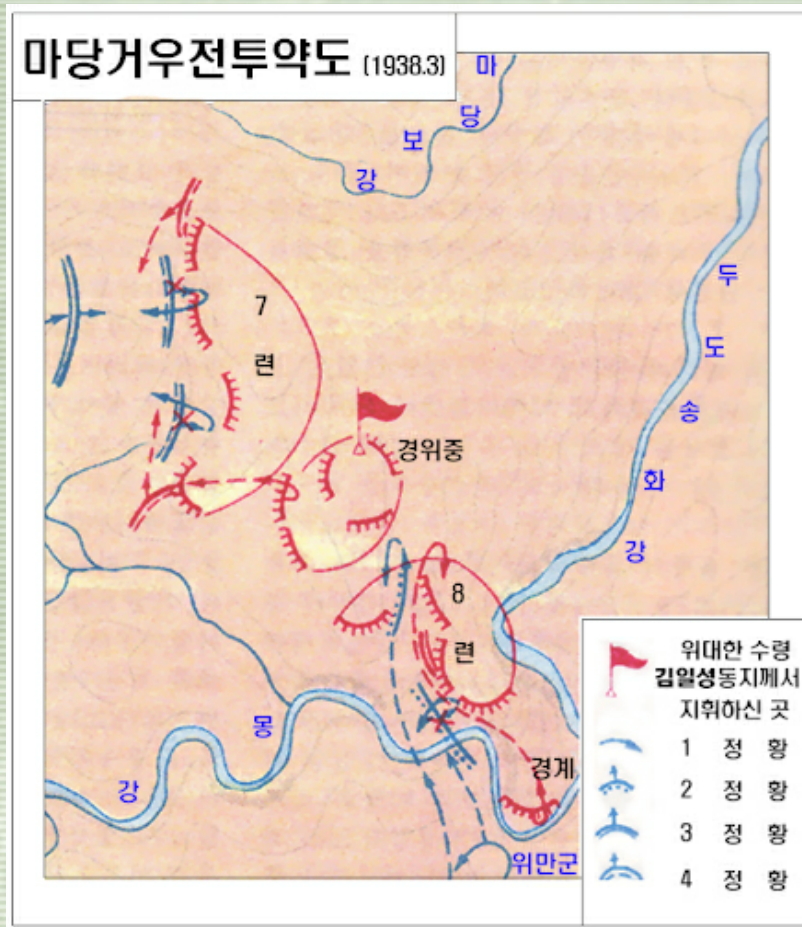 마당거우전투약도 (1938.3)
마당보강
두도송화강
7
련
경위중
8
련
몽강
경계
위만군
위대한 수령
김일성동지께서
지휘하신 곳
1 정 황
2 정 황
3 정 황
4 정 황